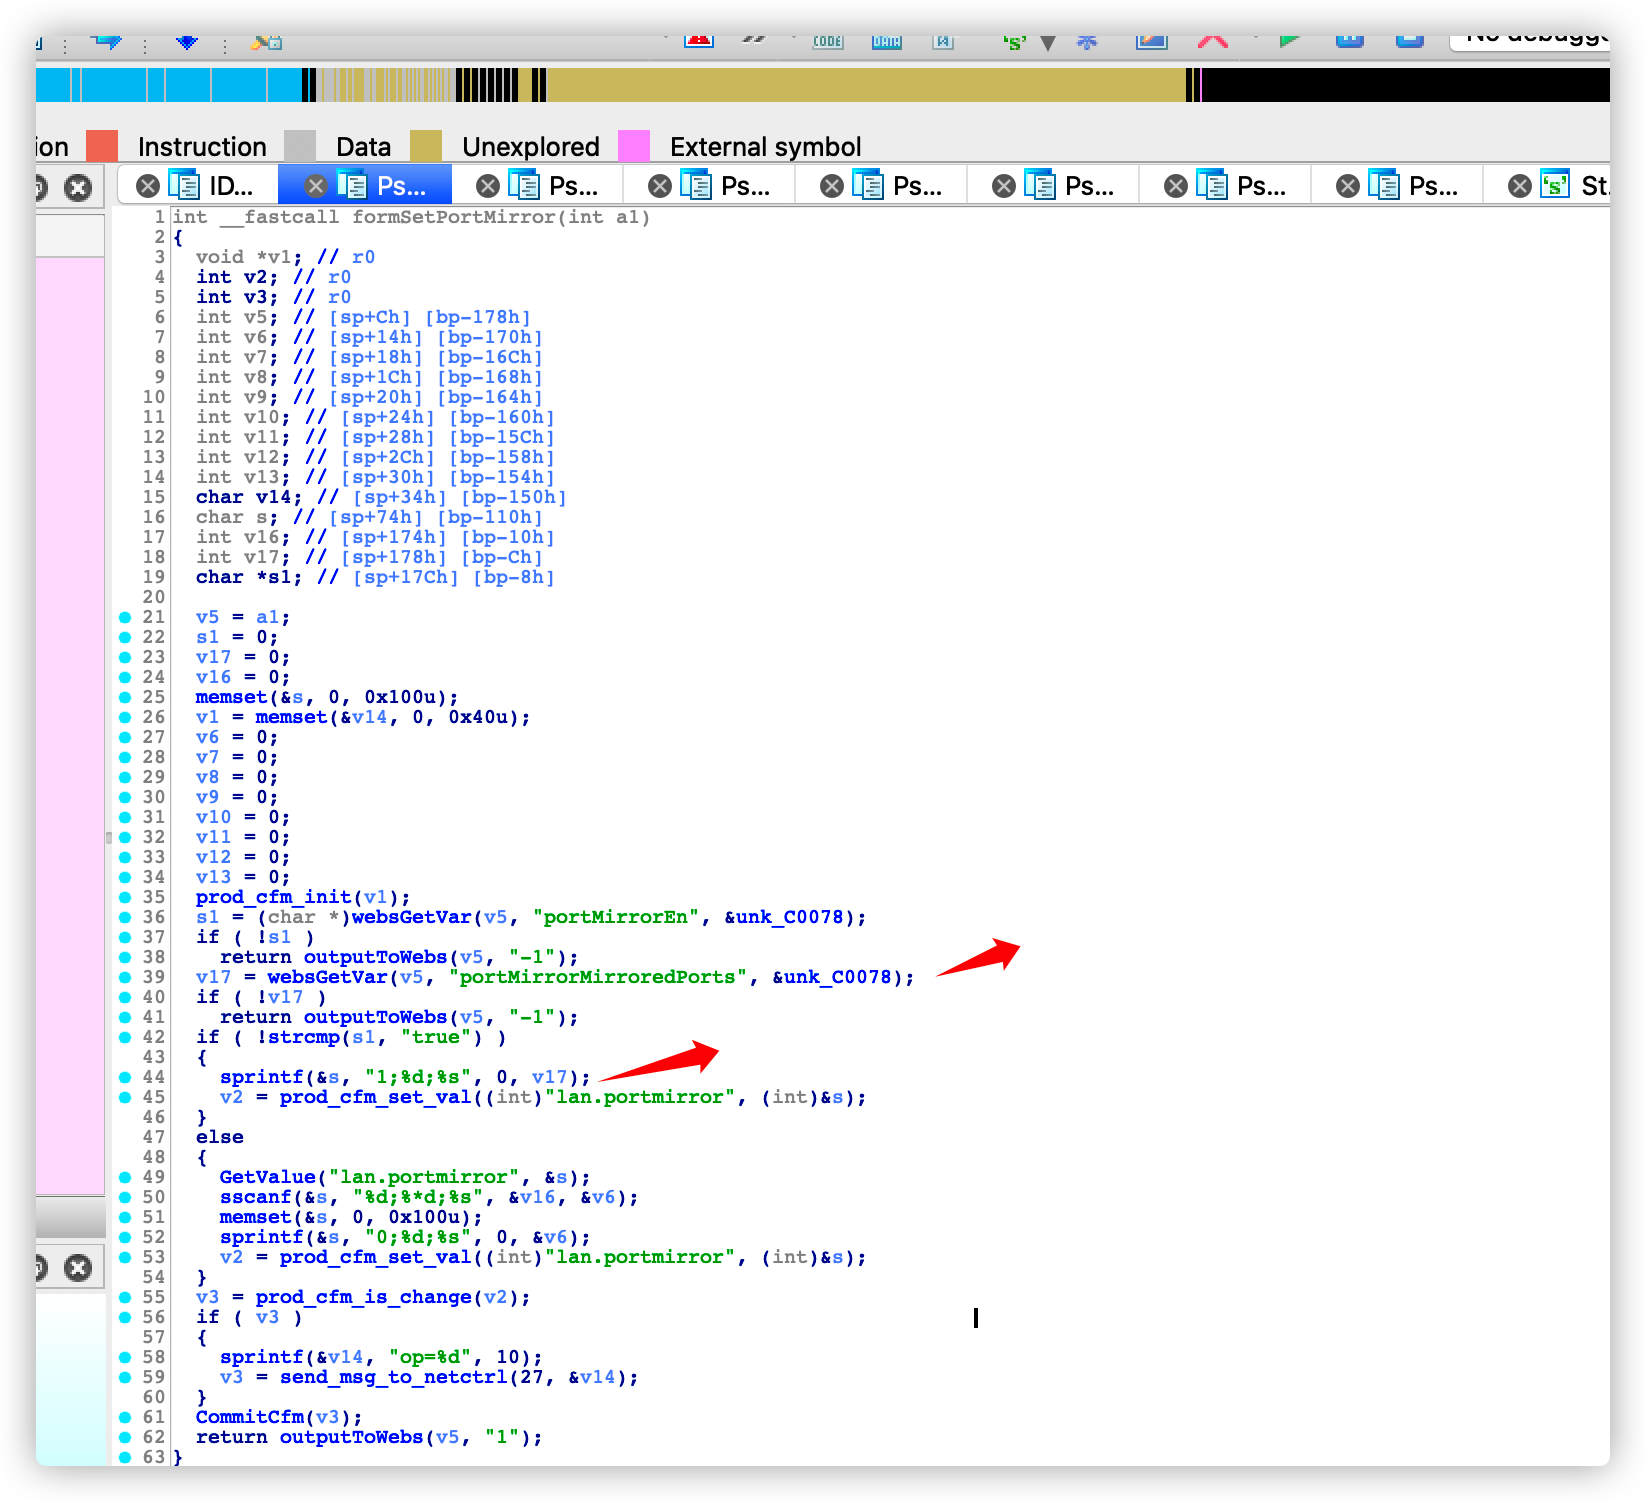 CODE DATA 's' No debugge
ion Instruction Data Unexplored External symbol
ID... Ps... Ps... Ps... Ps... Ps... Ps... Ps... 's' St.
1 int __fastcall formSetPortMirror(int a1)
2 {
3 void *v1; // r0
4 int v2; // r0
5 int v3; // r0
6 int v5; // [sp+Ch] [bp-178h]
7 int v6; // [sp+14h] [bp-170h]
8 int v7; // [sp+18h] [bp-16Ch]
9 int v8; // [sp+1Ch] [bp-168h]
10 int v9; // [sp+20h] [bp-164h]
11 int v10; // [sp+24h] [bp-160h]
12 int v11; // [sp+28h] [bp-15Ch]
13 int v12; // [sp+2Ch] [bp-158h]
14 int v13; // [sp+30h] [bp-154h]
15 char v14; // [sp+34h] [bp-150h]
16 char s; // [sp+74h] [bp-110h]
17 int v16; // [sp+174h] [bp-10h]
18 int v17; // [sp+178h] [bp-Ch]
19 char *s1; // [sp+17Ch] [bp-8h]
20
21 v5 = a1;
22 s1 = 0;
23 v17 = 0;
24 v16 = 0;
25 memset(&s, 0, 0x100u);
26 v1 = memset(&v14, 0, 0x40u);
27 v6 = 0;
28 v7 = 0;
29 v8 = 0;
30 v9 = 0;
31 v10 = 0;
32 v11 = 0;
33 v12 = 0;
34 v13 = 0;
35 prod_cfm_init(v1);
36 s1 = (char *)websGetVar(v5, "portMirrorEn", &unk_C0078);
37 if ( !s1 )
38 return outputToWebs(v5, "-1");
39 v17 = websGetVar(v5, "portMirrorMirroredPorts", &unk_C0078);
40 if ( !v17 )
41 return outputToWebs(v5, "-1");
42 if ( !strcmp(s1, "true") )
43 {
44 sprintf(&s, "1;%d;%s", 0, v17);
45 v2 = prod_cfm_set_val((int)"lan.portmirror", (int)&s);
46 }
47 else
48 {
49 GetValue("lan.portmirror", &s);
50 sscanf(&s, "%d;%*d;%s", &v16, &v6);
51 memset(&s, 0, 0x100u);
52 sprintf(&s, "0;%d;%s", 0, &v6);
53 v2 = prod_cfm_set_val((int)"lan.portmirror", (int)&s);
54 }
55 v3 = prod_cfm_is_change(v2);
56 if ( v3 )
57 {
58 sprintf(&v14, "op=%d", 10);
59 v3 = send_msg_to_netctrl(27, &v14);
60 }
61 CommitCfm(v3);
62 return outputToWebs(v5, "1");
63 }